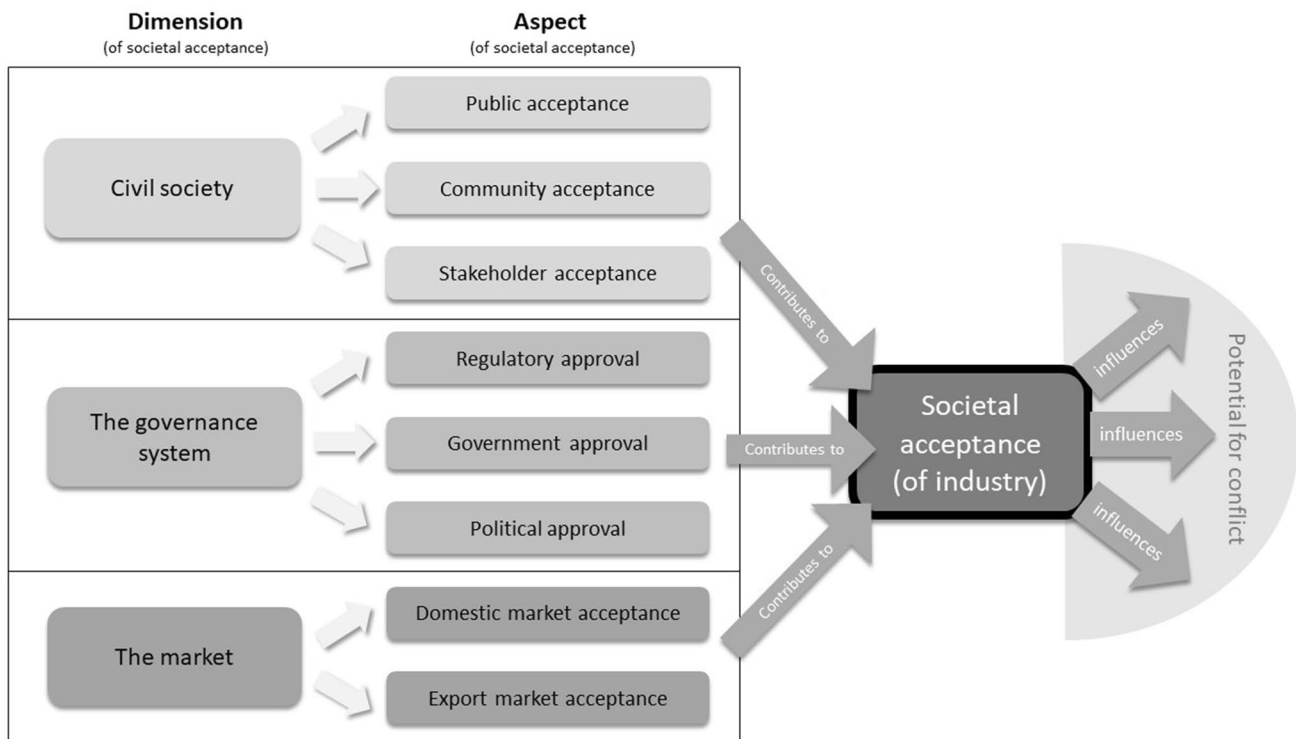 Dimension
(of societal acceptance)
Aspect
(of societal acceptance)
Civil society
Public acceptance
Community acceptance
Stakeholder acceptance
The governance
system
Regulatory approval
Government approval
Political approval
The market
Domestic market acceptance
Export market acceptance
Contributes to
Contributes to
Contributes to
Societal
acceptance
(of industry)
influences
influences
influences
Potential for conflict